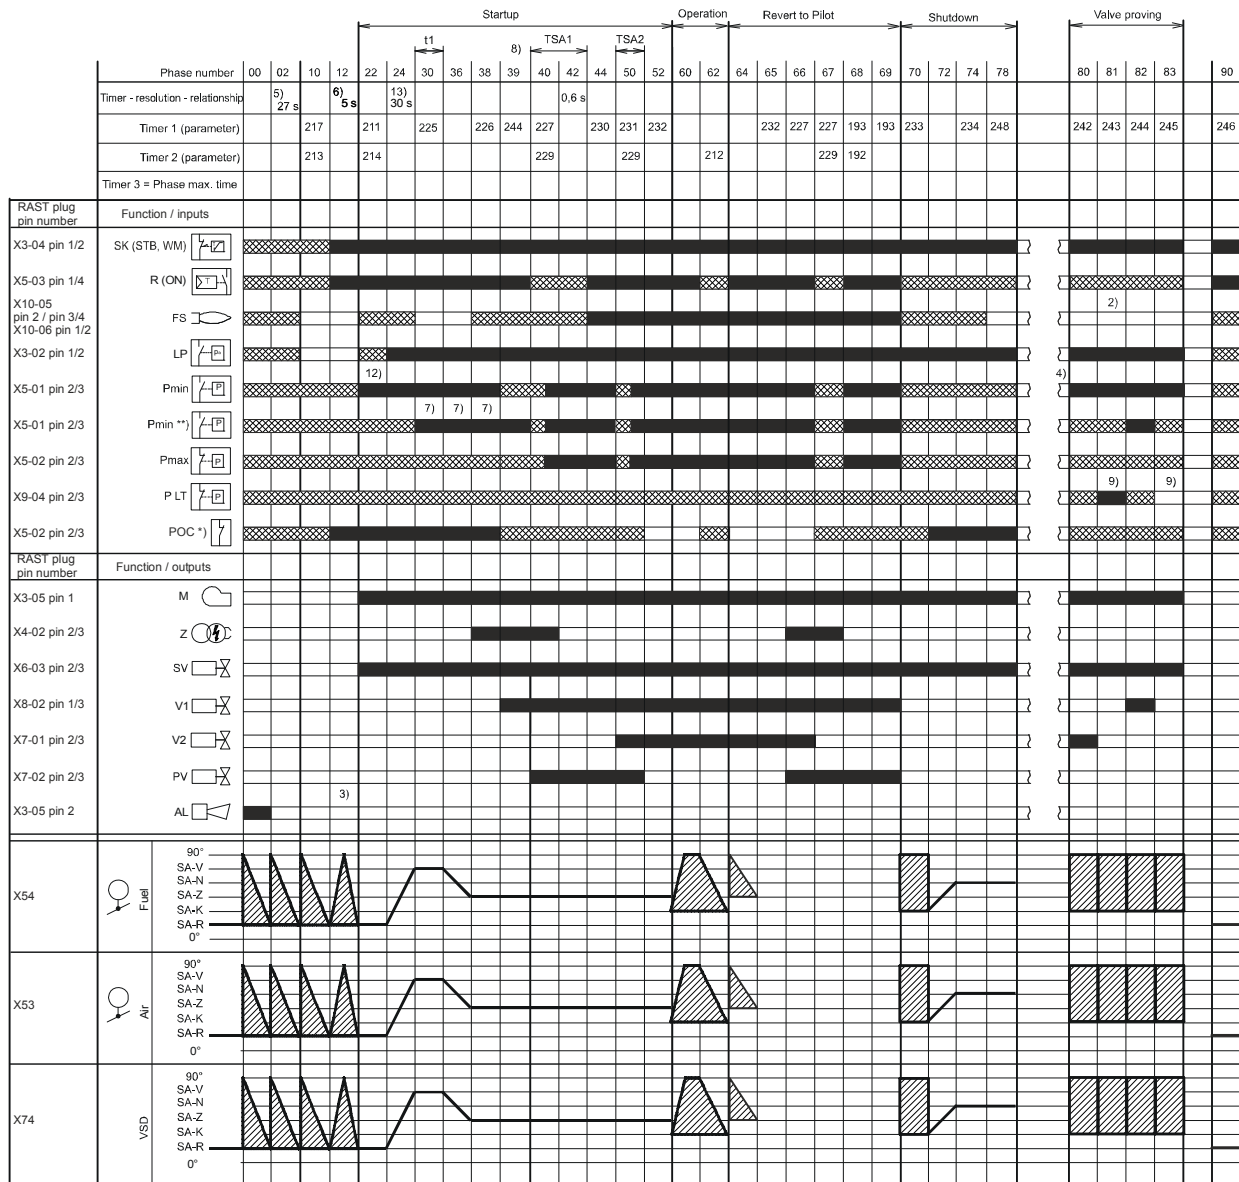 Startup Operation Revert to Pilot Shutdown Valve proving
t1 8) TSA1 TSA2
Phase number 00 02 10 12 22 24 30 36 38 39 40 42 44 50 52 60 62 64 65 66 67 68 69 70 72 74 78 80 81 82 83 90
Timer - resolution - relationship 5) 27 s 6) 5 s 13) 30 s 0,6 s
Timer 1 (parameter) 217 211 225 226 244 227 230 231 232 232 227 227 193 193 233 234 248 242 243 244 245 246
Timer 2 (parameter) 213 214 229 229 212 229 192
Timer 3 = Phase max. time
RAST plug
pin number Function / inputs
X3-04 pin 1/2 SK (STB, WM)
X5-03 pin 1/4 R (ON)
2)
X10-05
pin 2 / pin 3/4 FS
X10-06 pin 1/2
X3-02 pin 1/2 LP P
12) 4)
X5-01 pin 2/3 Pmin P
7) 7) 7)
X5-01 pin 2/3 Pmin **) P
X5-02 pin 2/3 Pmax P
9) 9)
X9-04 pin 2/3 P LT P
X5-02 pin 2/3 POC *)
RAST plug
pin number Function / outputs
X3-05 pin 1 M
X4-02 pin 2/3 Z
X6-03 pin 2/3 SV
X8-02 pin 1/3 V1
X7-01 pin 2/3 V2
X7-02 pin 2/3 PV
3)
X3-05 pin 2 AL
X54 Fuel
90°
SA-V
SA-N
SA-Z
SA-K
SA-R
0°
X53 Air
90°
SA-V
SA-N
SA-Z
SA-K
SA-R
0°
X74 VSD
90°
SA-V
SA-N
SA-Z
SA-K
SA-R
0°